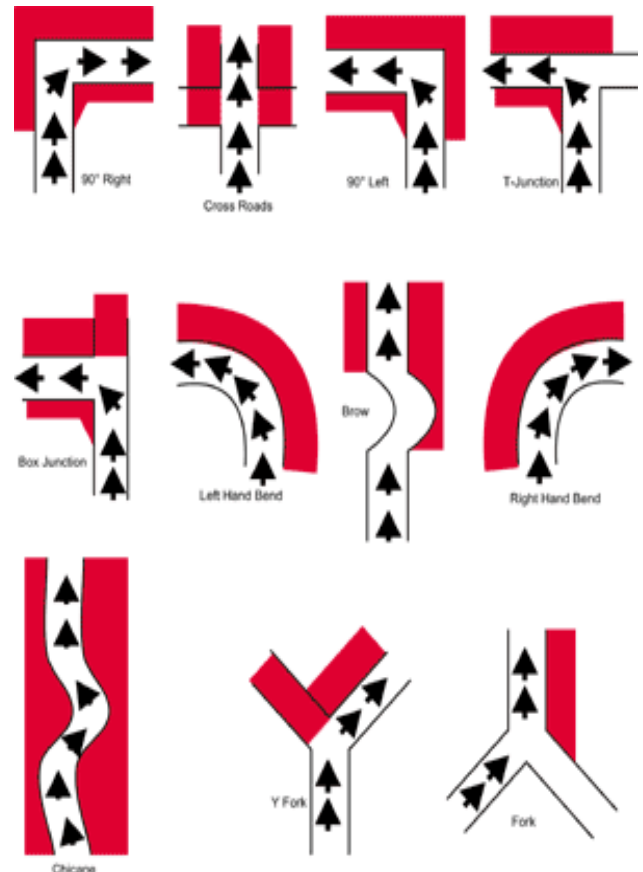 90° Right
Cross Roads
90° Left
T-Junction
Box Junction
Left Hand Bend
Brow
Right Hand Bend
Chicane
Y Fork
Fork